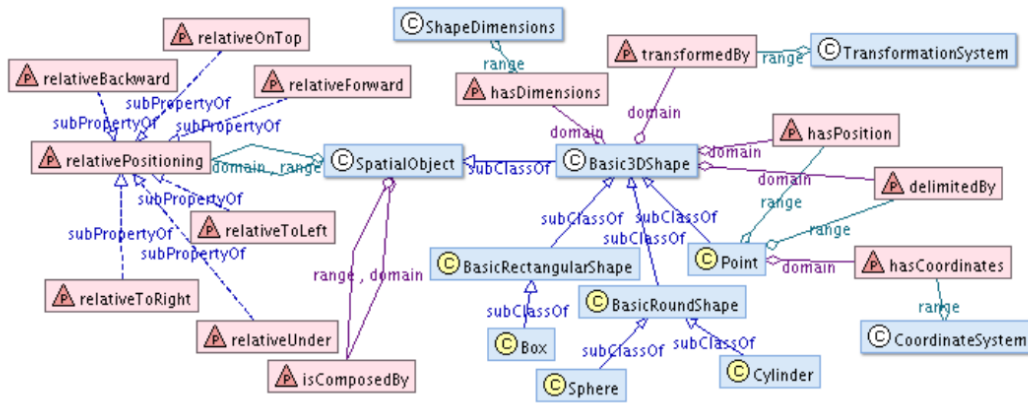 P relativeOnTop
C ShapeDimensions
range
P transformedBy
range
C TransformationSystem
P relativeBackward
P relativeForward
P hasDimensions
subPropertyOf
subPropertyOf
subPropertyOf
domain
domain
P hasPosition
domain
P relativePositioning
domain , range
C SpatialObject
subClassOf
C Basic3DShape
domain
P delimitedBy
range
range
subPropertyOf
P relativeToLeft
subPropertyOf
subPropertyOf
subClassOf
subClassOf
subClassOf
C BasicRectangularShape
C Point
domain
P hasCoordinates
range , domain
P relativeToRight
subClassOf
C BasicRoundShape
range
P relativeUnder
C Box
subClassOf
subClassOf
C CoordinateSystem
P isComposedBy
C Sphere
C Cylinder